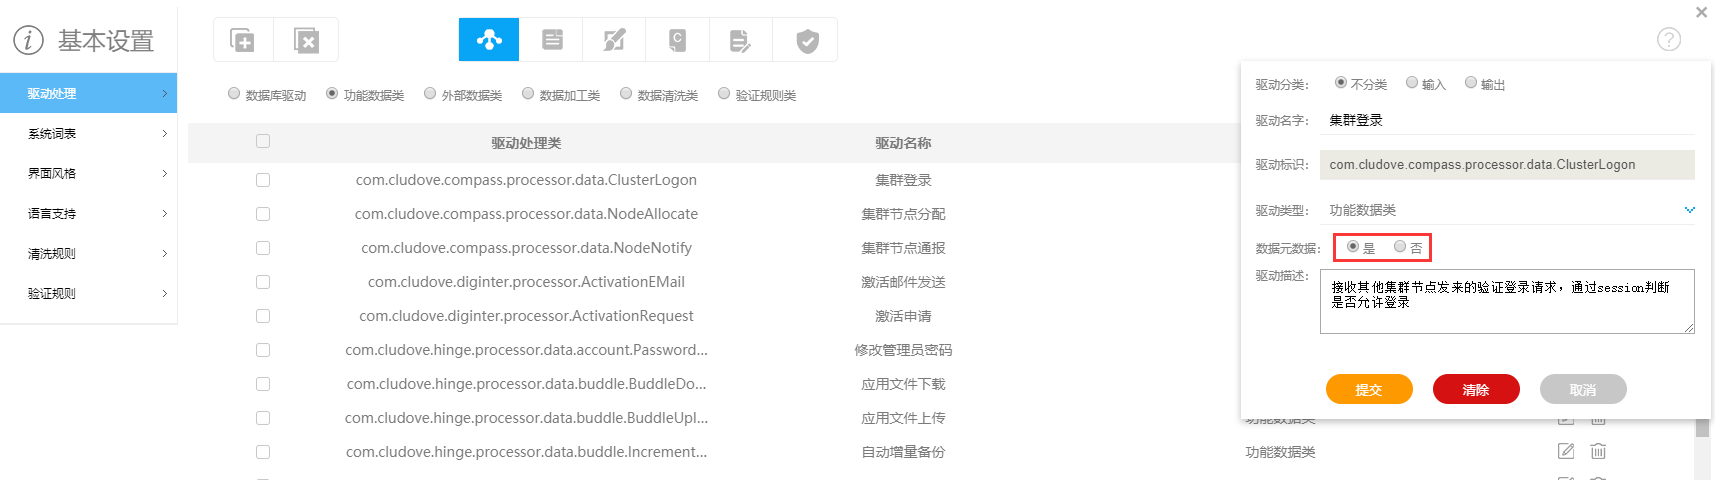 基本设置
驱动处理
系统词表
界面风格
语言支持
清洗规则
验证规则
数据库驱动 功能数据类 外部数据类 数据加工类 数据清洗类 验证规则类
驱动处理类 驱动名称
com.cludove.compass.processor.data.ClusterLogon 集群登录
com.cludove.compass.processor.data.NodeAllocate 集群节点分配
com.cludove.compass.processor.data.NodeNotify 集群节点通报
com.cludove.diginter.processor.ActivationEMail 激活邮件发送
com.cludove.diginter.processor.ActivationRequest 激活申请
com.cludove.hinge.processor.data.account.Password... 修改管理员密码
com.cludove.hinge.processor.data.buddle.BuddleDo... 应用文件下载
com.cludove.hinge.processor.data.buddle.BuddleUpl... 应用文件上传 功能数据类
com.cludove.hinge.processor.data.buddle.Increment... 自动增量备份 功能数据类
驱动分类： 不分类 输入 输出
驱动名字： 集群登录
驱动标识： com.cludove.compass.processor.data.ClusterLogon
驱动类型： 功能数据类
数据元数据： 是 否
驱动描述： 接收其他集群节点发来的验证登录请求，通过session判断
是否允许登录
提交 清除 取消